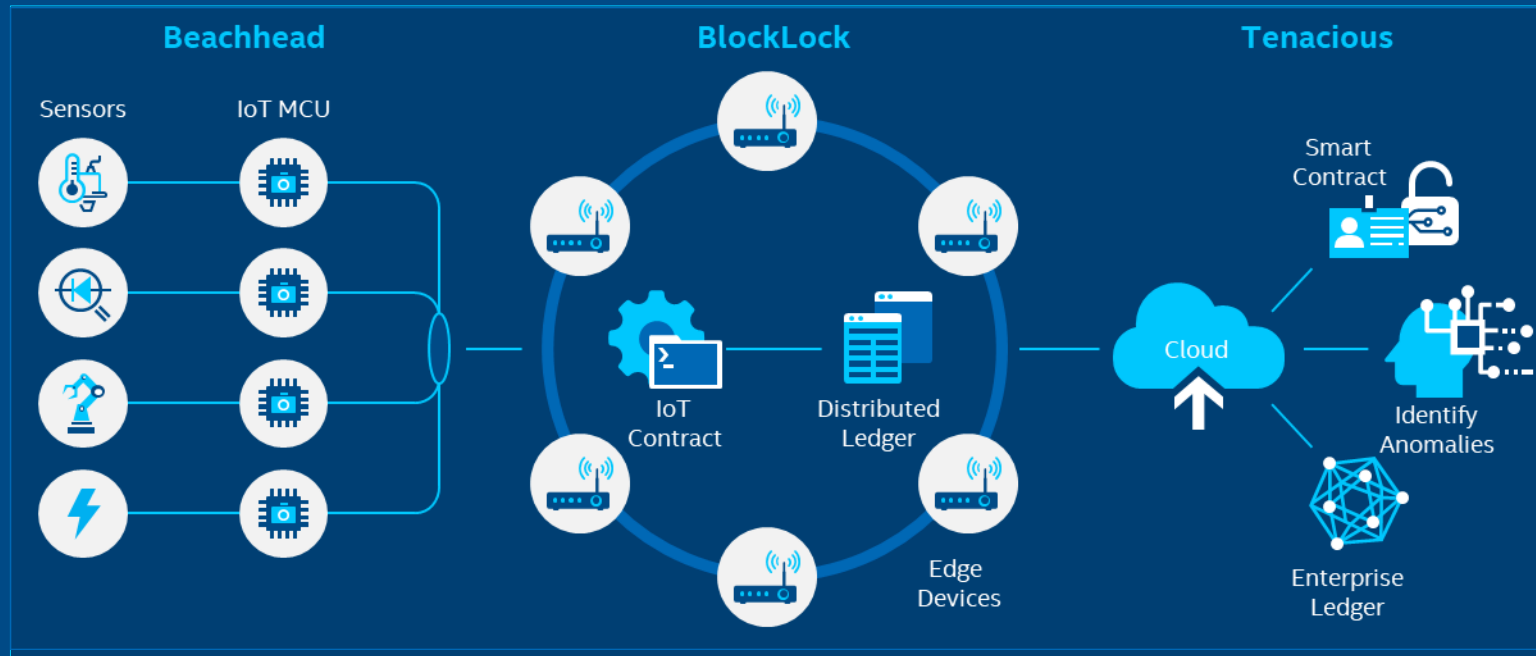 Beachhead
Sensors
IoT MCU
BlockLock
IoT
Contract
Distributed
Ledger
Edge
Devices
Tenacious
Smart
Contract
Cloud
Identify
Anomalies
Enterprise
Ledger